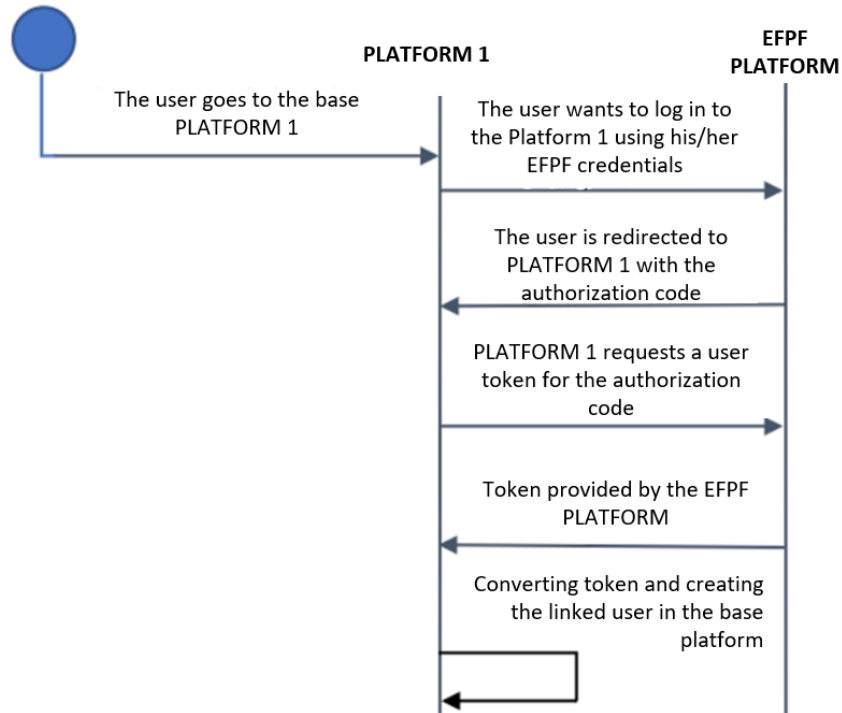 PLATFORM 1
EFPF
PLATFORM
The user goes to the base
PLATFORM 1
The user wants to log in to
the Platform 1 using his/her
EFPF credentials
The user is redirected to
PLATFORM 1 with the
authorization code
PLATFORM 1 requests a user
token for the authorization
code
Token provided by the EFPF
PLATFORM
Converting token and creating
the linked user in the base
platform